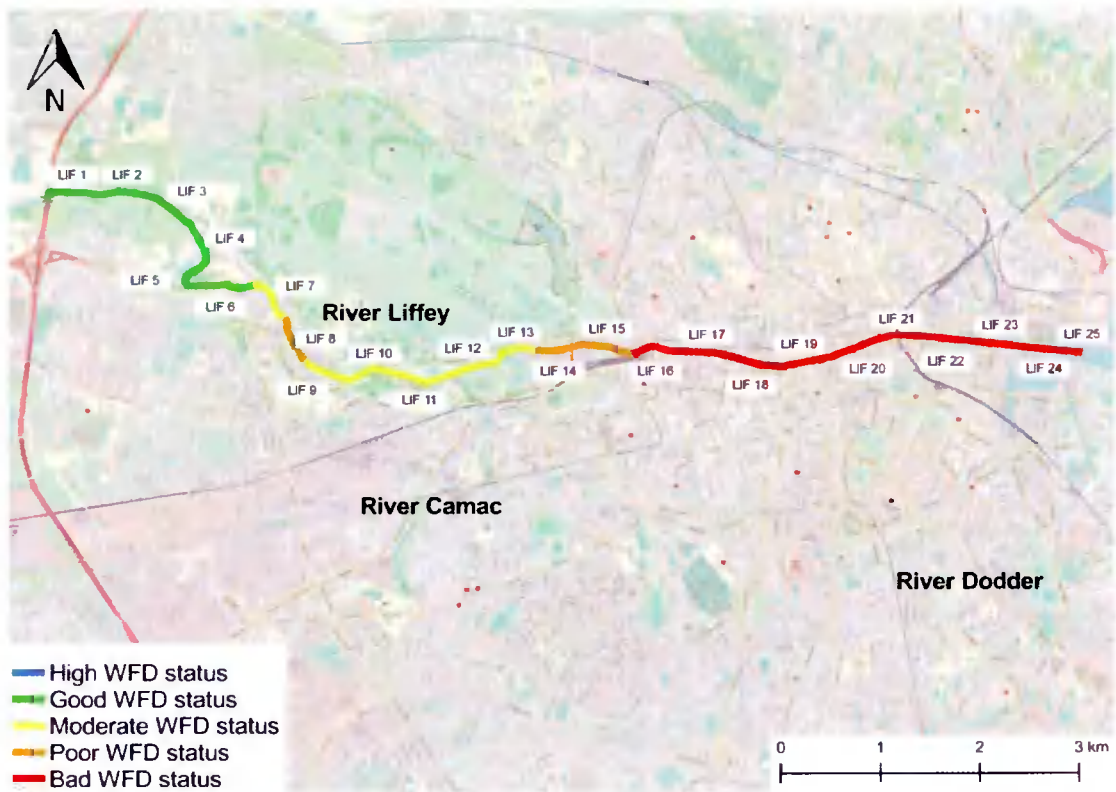 N
LIF 1
LIF 2
LIF 3
LIF 4
LIF 5
LIF 6
LIF 7
River Liffey
LIF 8
LIF 9
LIF 10
LIF 11
LIF 12
LIF 13
LIF 14
LIF 15
LIF 16
LIF 17
LIF 18
LIF 19
LIF 20
LIF 21
LIF 22
LIF 23
LIF 24
LIF 25
River Camac
River Dodder
High WFD status
Good WFD status
Moderate WFD status
Poor WFD status
Bad WFD status
0 1 2 3 km